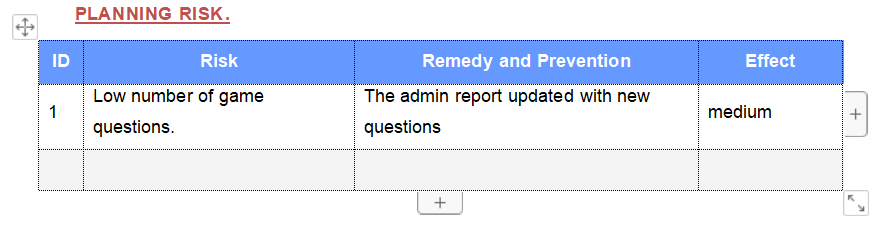 PLANNING RISK.
ID Risk Remedy and Prevention Effect
1 Low number of game questions. The admin report updated with new questions medium